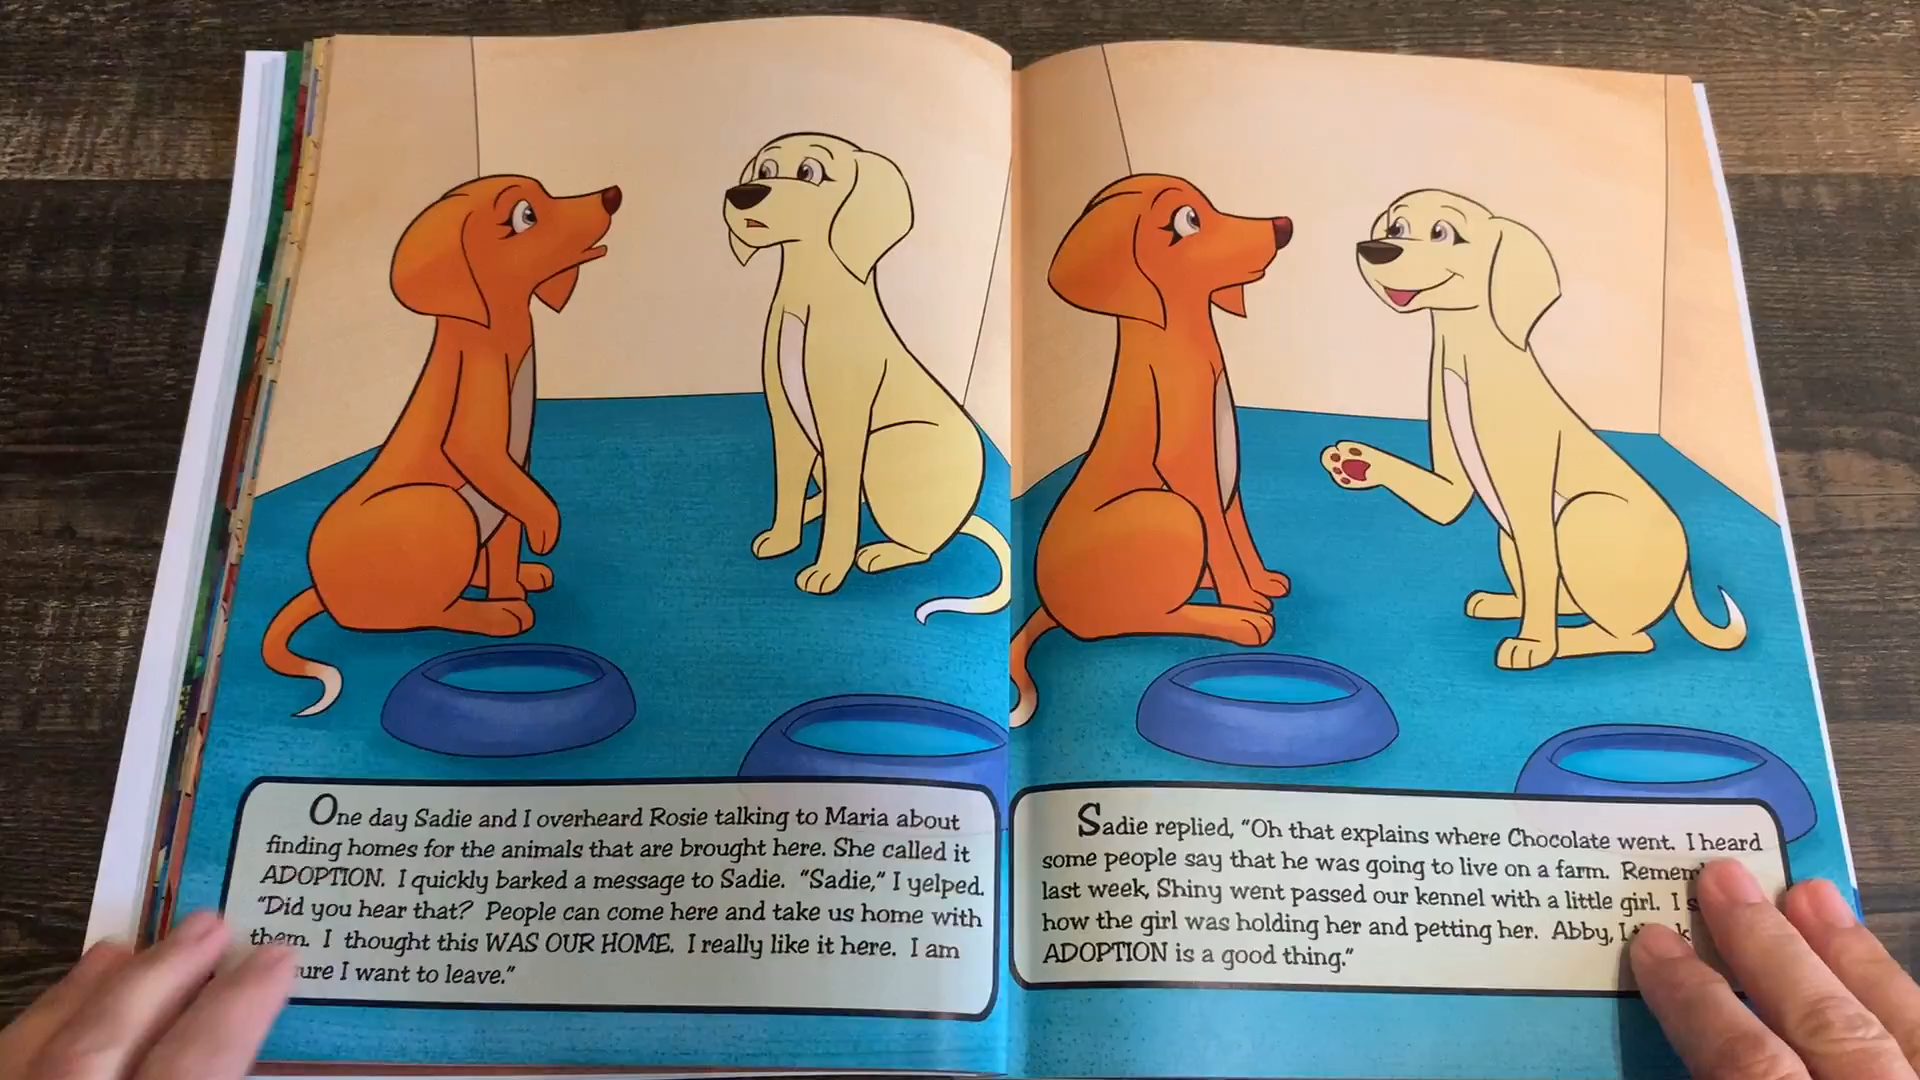 One day Sadie and I overheard Rosie talking to Maria about
finding homes for the animals that are brought here. She called it
ADOPTION. I quickly barked a message to Sadie. "Sadie," I yelped.
"Did you hear that? People can come here and take us home with
them. I thought this WAS OUR HOME. I really like it here. I am
I want to leave."
Sadie replied, "Oh that explains where Chocolate went. I heard
some people say that he was going to live on a farm.
last week, Shiny went passed our kennel with a little girl. I
how the girl was holding her and petting her. Abby, I
ADOPTION is a good thing."